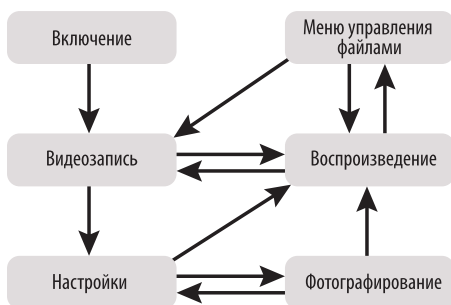 Включение
Меню управления
файлами
Видеозапись
Воспроизведение
Настройки
Фотографирование